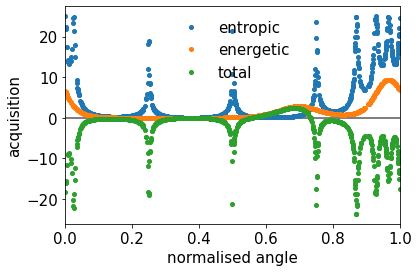 entropic
energetic
total
20
10
0
−10
−20
acquisition
0.0 0.2 0.4 0.6 0.8 1.0
normalised angle